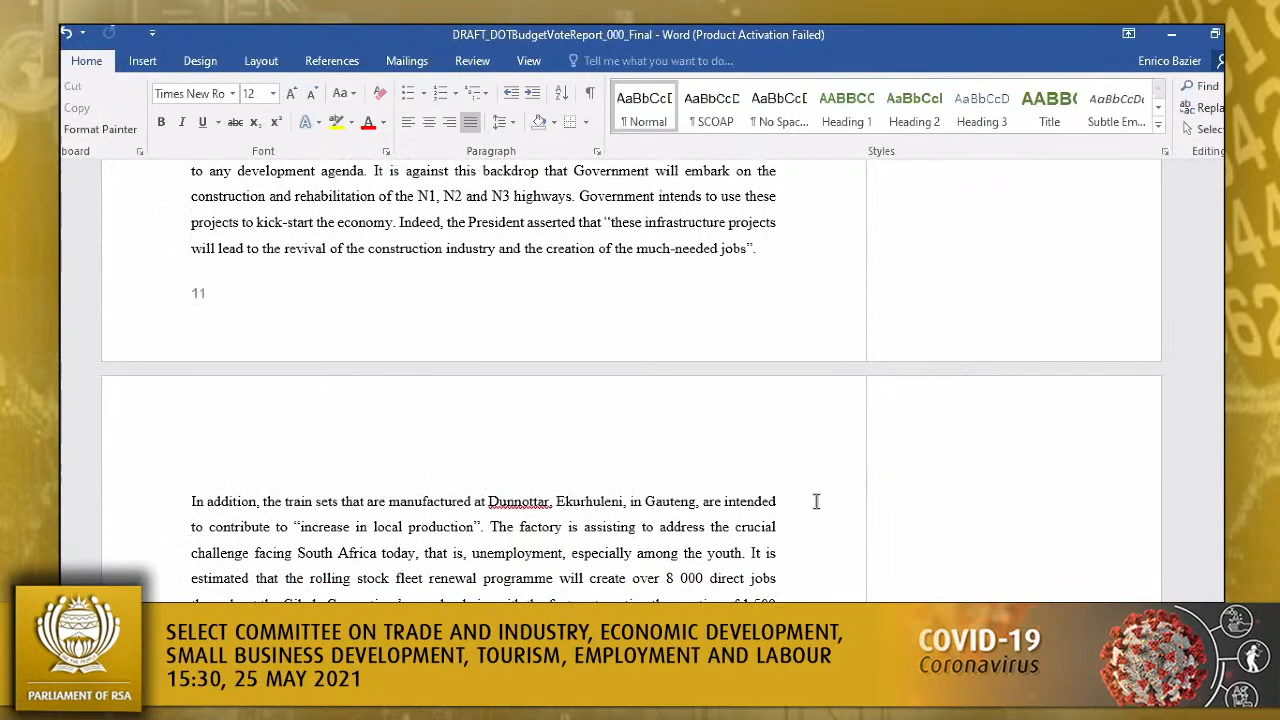 DRAFT_DOTBudgetVoteReport_000_Final - Word (Product Activation Failed)
Home Insert Design Layout References Mailings Review View Tell me what you want to do... Enrico Bazier
Cut
Copy
Format Painter
Times New Ro 12 Aa
B I U abc x₂ x² A A
AaBbCcD AaBbCcDc AaBbCcD AABBCC AaBbCcl AaBbCcD AABB( AaBbCcDc
¶ Normal ¶ SCOAP ¶ No Spac... Heading 1 Heading 2 Heading 3 Title Subtle Em...
Find
Repla
Select
board Font Paragraph Styles Editing
to any development agenda. It is against this backdrop that Government will embark on the
construction and rehabilitation of the N1, N2 and N3 highways. Government intends to use these
projects to kick-start the economy. Indeed, the President asserted that “these infrastructure projects
will lead to the revival of the construction industry and the creation of the much-needed jobs”.
11
In addition, the train sets that are manufactured at Dunnottar, Ekurhuleni, in Gauteng, are intended
to contribute to “increase in local production”. The factory is assisting to address the crucial
challenge facing South Africa today, that is, unemployment, especially among the youth. It is
estimated that the rolling stock fleet renewal programme will create over 8 000 direct jobs
SELECT COMMITTEE ON TRADE AND INDUSTRY, ECONOMIC DEVELOPMENT,
SMALL BUSINESS DEVELOPMENT, TOURISM, EMPLOYMENT AND LABOUR
15:30, 25 MAY 2021
PARLIAMENT OF RSA
COVID-19
Coronavirus